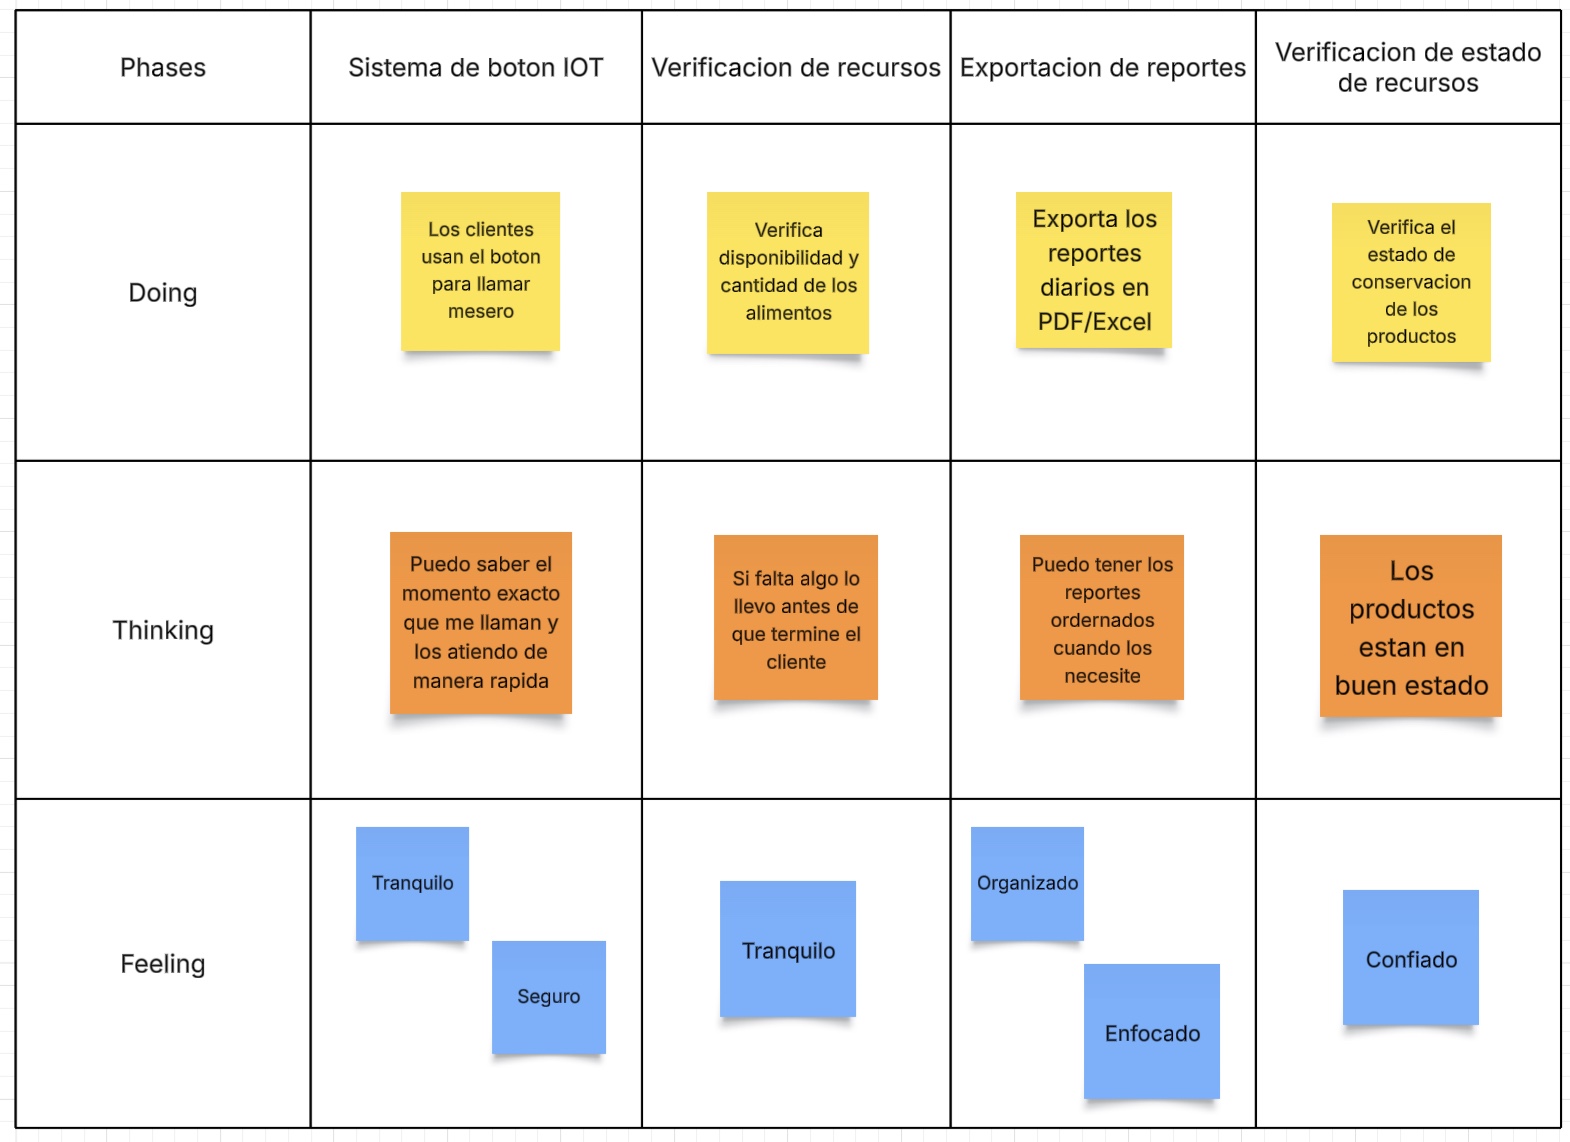 Phases
Sistema de boton IOT
Verificacion de recursos
Exportacion de reportes
Verificacion de estado
de recursos
Doing
Los clientes
usan el boton
para llamar
mesero
Verifica
disponibilidad y
cantidad de los
alimentos
Exporta los
reportes
diarios en
PDF/Excel
Verifica el
estado de
conservacion
de los
productos
Thinking
Puedo saber el
momento exacto
que me llaman y
los atiendo de
manera rapida
Si falta algo lo
llevo antes de
que termine el
cliente
Puedo tener los
reportes
ordernados
cuando los
necesite
Los
productos
estan en
buen estado
Feeling
Tranquilo
Seguro
Tranquilo
Organizado
Enfocado
Confiado